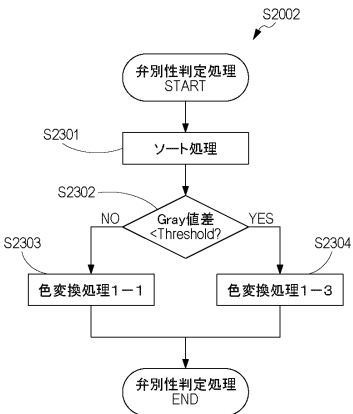 S2002
弁別性判定処理
START
S2301
ソート処理
S2302
Gray値差
<Threshold?
NO
YES
S2303
S2304
色変換処理1－1
色変換処理1－3
弁別性判定処理
END